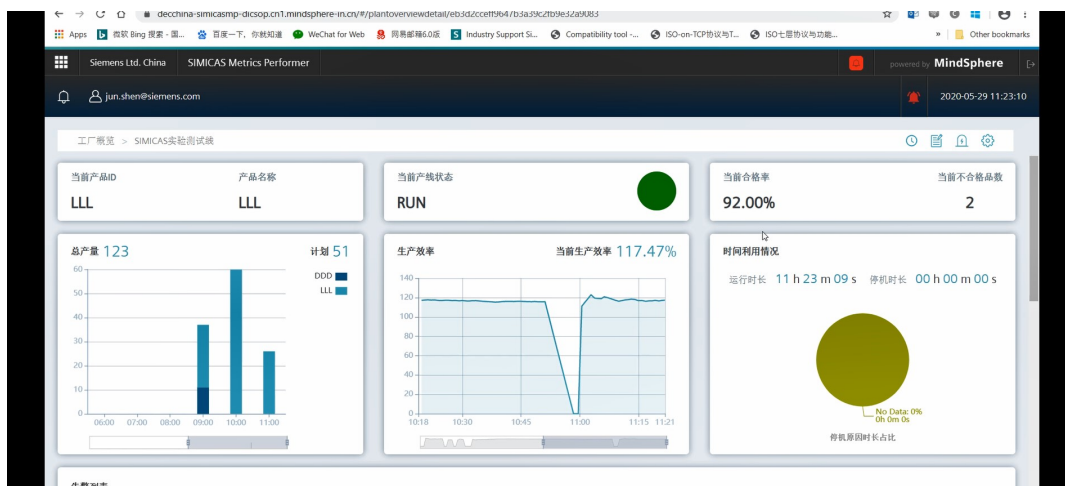 decchina-simicasmp-dicsop.cn1.mindsphere-in.cn/#/plantoverviewdetail/eb3d2cceff9647b3a39c2fb9e32a9083
Apps 微软 Bing 搜索 - 国... 百度一下，你就知道 WeChat for Web 网易邮箱6.0版 Industry Support Si... Compatibility tool -... ISO-on-TCP协议与T... ISO七层协议与功能... » Other bookmarks
Siemens Ltd. China SIMICAS Metrics Performer powered by MindSphere
jun.shen@siemens.com 2020-05-29 11:23:10
工厂概览 > SIMICAS实验测试线
当前产品ID 产品名称
LLL LLL
当前产线状态
RUN
当前合格率 当前不合格品数
92.00% 2
总产量 123 计划 51
DDD
LLL
60
50
40
30
20
10
0
06:00 07:00 08:00 09:00 10:00 11:00
生产效率 当前生产效率 117.47%
140
120
100
80
60
40
20
0
10:18 10:30 10:45 11:00 11:15 11:21
时间利用情况
运行时长 11 h 23 m 09 s 停机时长 00 h 00 m 00 s
No Data: 0%
0h 0m 0s
停机原因时长占比